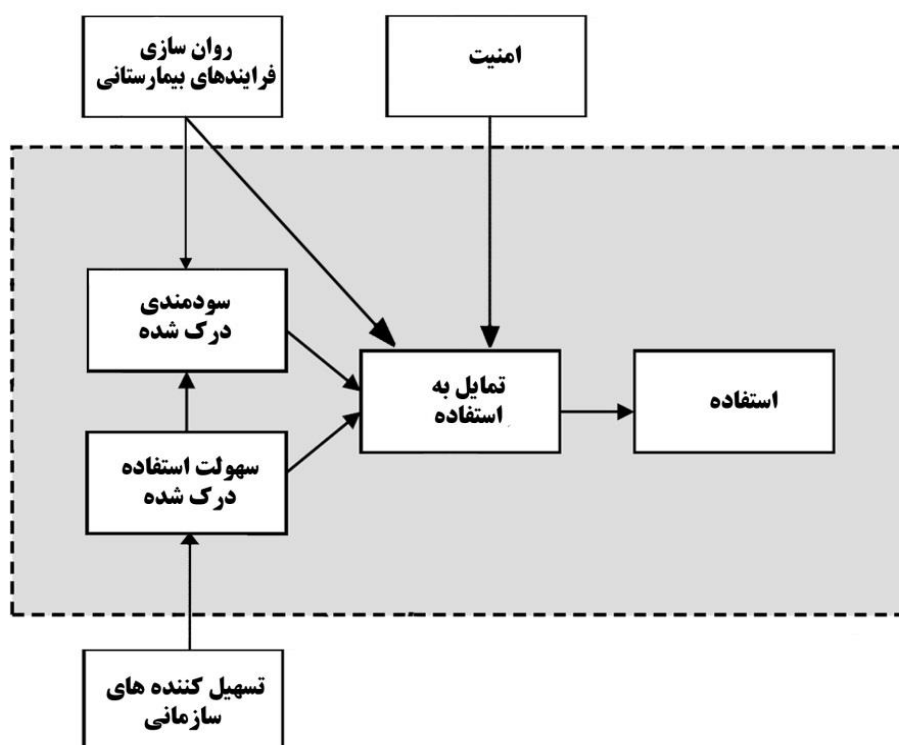 روان سازی
فرایندهای بیمارستانی
امنیت
سودمندی
درک شده
تمایل به
استفاده
استفاده
سهولت استفاده
درک شده
تسهیل کننده های
سازمانی